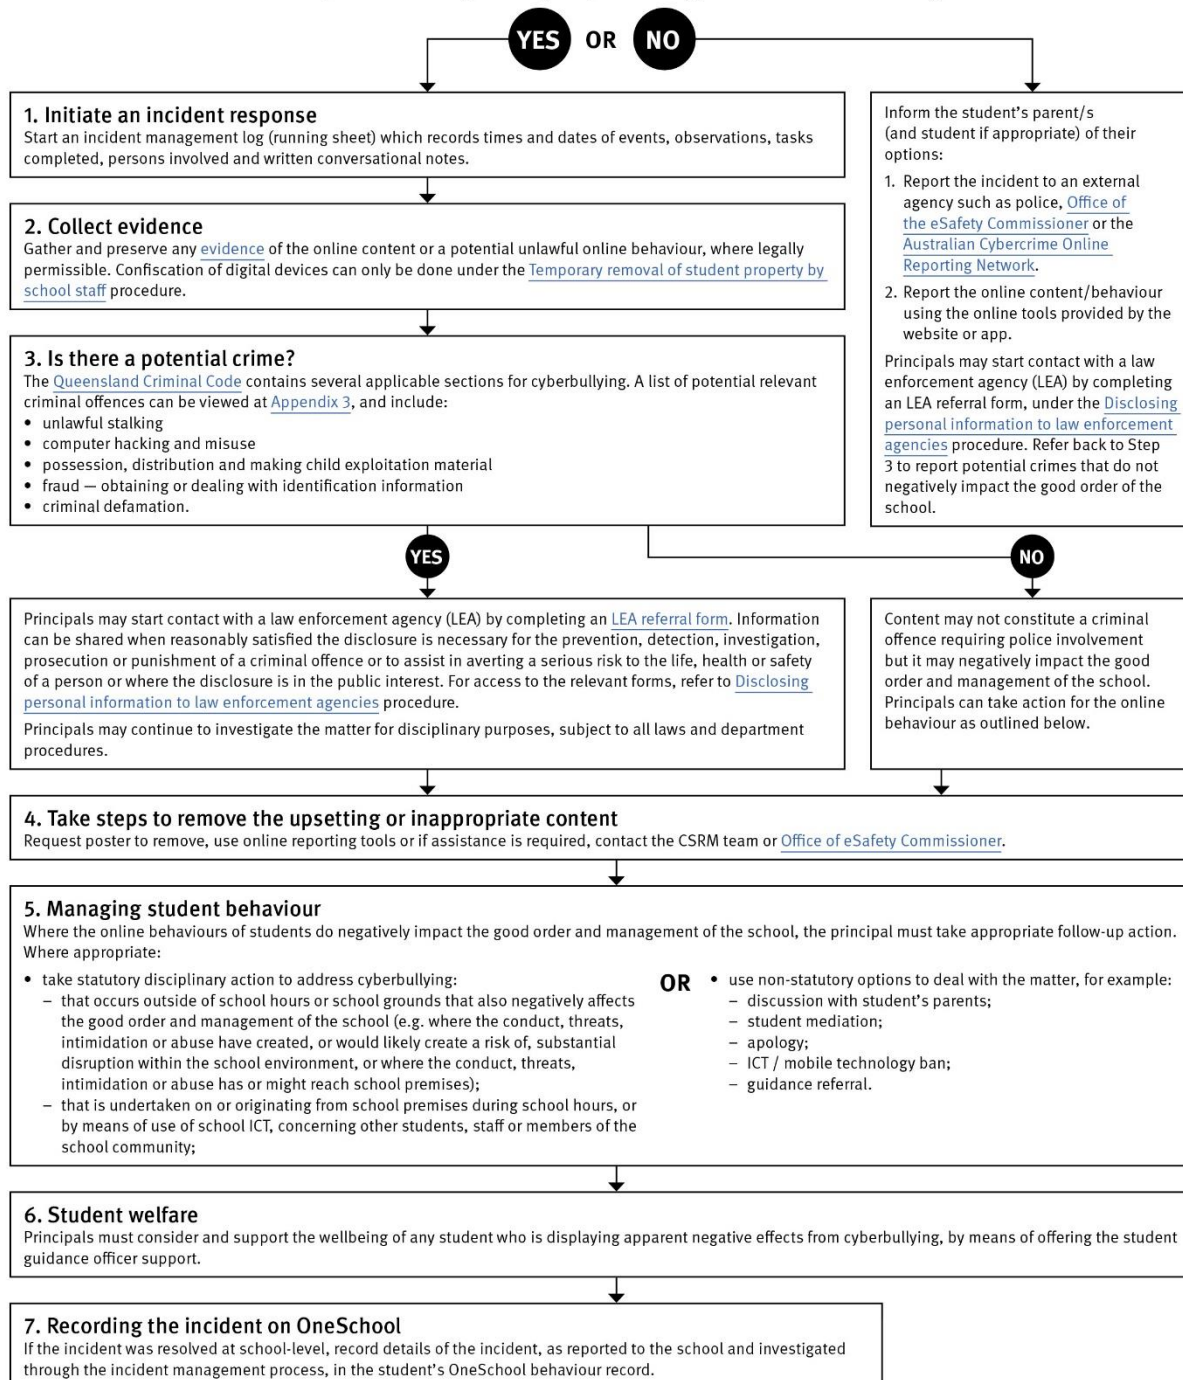 YES OR NO
1. Initiate an incident response
Start an incident management log (running sheet) which records times and dates of events, observations, tasks
completed, persons involved and written conversational notes.
Inform the student's parent/s
(and student if appropriate) of their
options:
1. Report the incident to an external
agency such as police, Office of
the eSafety Commissioner or the
Australian Cybercrime Online
Reporting Network.
2. Report the online content/behaviour
using the online tools provided by the
website or app.
Principals may start contact with a law
enforcement agency (LEA) by completing
an LEA referral form, under the Disclosing
personal information to law enforcement
agencies procedure. Refer back to Step
3 to report potential crimes that do not
negatively impact the good order of the
school.
2. Collect evidence
Gather and preserve any evidence of the online content or a potential unlawful online behaviour, where legally
permissible. Confiscation of digital devices can only be done under the Temporary removal of student property by
school staff procedure.
3. Is there a potential crime?
The Queensland Criminal Code contains several applicable sections for cyberbullying. A list of potential relevant
criminal offences can be viewed at Appendix 3, and include:
• unlawful stalking
• computer hacking and misuse
• possession, distribution and making child exploitation material
• fraud — obtaining or dealing with identification information
• criminal defamation.
YES
NO
Principals may start contact with a law enforcement agency (LEA) by completing an LEA referral form. Information
can be shared when reasonably satisfied the disclosure is necessary for the prevention, detection, investigation,
prosecution or punishment of a criminal offence or to assist in averting a serious risk to the life, health or safety
of a person or where the disclosure is in the public interest. For access to the relevant forms, refer to Disclosing
personal information to law enforcement agencies procedure.
Principals may continue to investigate the matter for disciplinary purposes, subject to all laws and department
procedures.
Content may not constitute a criminal
offence requiring police involvement
but it may negatively impact the good
order and management of the school.
Principals can take action for the online
behaviour as outlined below.
4. Take steps to remove the upsetting or inappropriate content
Request poster to remove, use online reporting tools or if assistance is required, contact the CSRM team or Office of eSafety Commissioner.
5. Managing student behaviour
Where the online behaviours of students do negatively impact the good order and management of the school, the principal must take appropriate follow-up action.
Where appropriate:
• take statutory disciplinary action to address cyberbullying:
– that occurs outside of school hours or school grounds that also negatively affects
the good order and management of the school (e.g. where the conduct, threats,
intimidation or abuse have created, or would likely create a risk of, substantial
disruption within the school environment, or where the conduct, threats,
intimidation or abuse has or might reach school premises);
– that is undertaken on or originating from school premises during school hours, or
by means of use of school ICT, concerning other students, staff or members of the
school community;
OR
• use non-statutory options to deal with the matter, for example:
– discussion with student's parents;
– student mediation;
– apology;
– ICT / mobile technology ban;
– guidance referral.
6. Student welfare
Principals must consider and support the wellbeing of any student who is displaying apparent negative effects from cyberbullying, by means of offering the student
guidance officer support.
7. Recording the incident on OneSchool
If the incident was resolved at school-level, record details of the incident, as reported to the school and investigated
through the incident management process, in the student's OneSchool behaviour record.